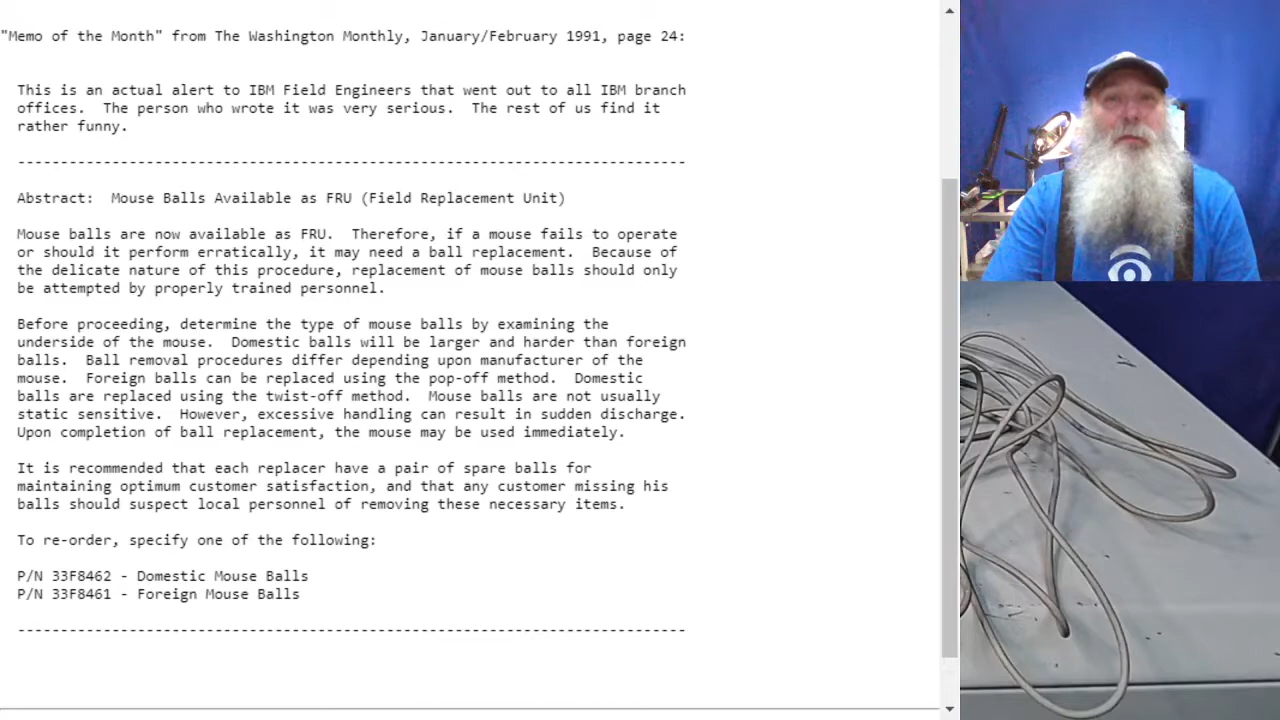 "Memo of the Month" from The Washington Monthly, January/February 1991, page 24:
This is an actual alert to IBM Field Engineers that went out to all IBM branch
offices.  The person who wrote it was very serious.  The rest of us find it
rather funny.
------------------------------------------------------------------------------
Abstract:  Mouse Balls Available as FRU (Field Replacement Unit)
Mouse balls are now available as FRU.  Therefore, if a mouse fails to operate
or should it perform erratically, it may need a ball replacement.  Because of
the delicate nature of this procedure, replacement of mouse balls should only
be attempted by properly trained personnel.
Before proceeding, determine the type of mouse balls by examining the
underside of the mouse.  Domestic balls will be larger and harder than foreign
balls.  Ball removal procedures differ depending upon manufacturer of the
mouse.  Foreign balls can be replaced using the pop-off method.  Domestic
balls are replaced using the twist-off method.  Mouse balls are not usually
static sensitive.  However, excessive handling can result in sudden discharge.
Upon completion of ball replacement, the mouse may be used immediately.
It is recommended that each replacer have a pair of spare balls for
maintaining optimum customer satisfaction, and that any customer missing his
balls should suspect local personnel of removing these necessary items.
To re-order, specify one of the following:
P/N 33F8462 - Domestic Mouse Balls
P/N 33F8461 - Foreign Mouse Balls
------------------------------------------------------------------------------